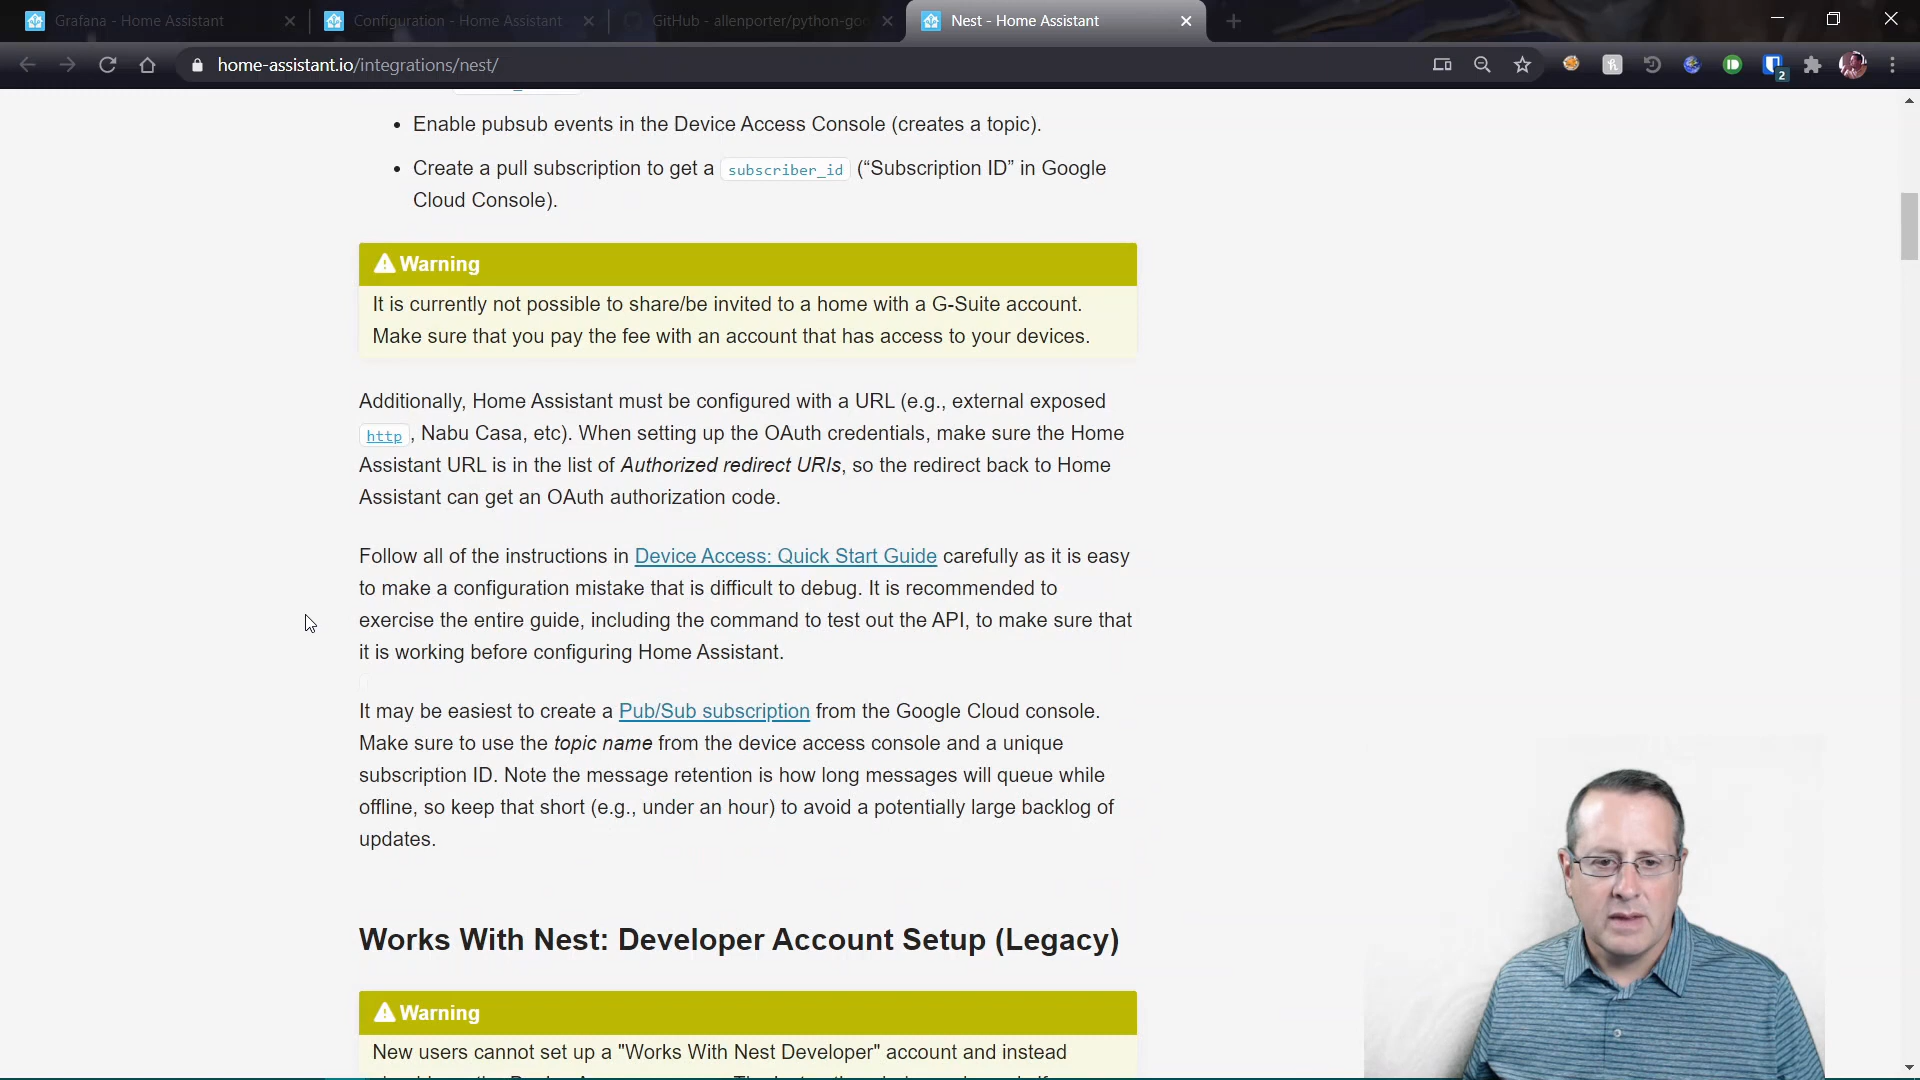 Grafana - Home Assistant
Configuration - Home Assistant
GitHub - allenporter/python-goo
Nest - Home Assistant
home-assistant.io/integrations/nest/
2
• Enable pubsub events in the Device Access Console (creates a topic).
• Create a pull subscription to get a subscriber_id (“Subscription ID” in Google
Cloud Console).
Warning
It is currently not possible to share/be invited to a home with a G-Suite account.
Make sure that you pay the fee with an account that has access to your devices.
Additionally, Home Assistant must be configured with a URL (e.g., external exposed
http, Nabu Casa, etc). When setting up the OAuth credentials, make sure the Home
Assistant URL is in the list of Authorized redirect URIs, so the redirect back to Home
Assistant can get an OAuth authorization code.
Follow all of the instructions in Device Access: Quick Start Guide carefully as it is easy
to make a configuration mistake that is difficult to debug. It is recommended to
exercise the entire guide, including the command to test out the API, to make sure that
it is working before configuring Home Assistant.
It may be easiest to create a Pub/Sub subscription from the Google Cloud console.
Make sure to use the topic name from the device access console and a unique
subscription ID. Note the message retention is how long messages will queue while
offline, so keep that short (e.g., under an hour) to avoid a potentially large backlog of
updates.
Works With Nest: Developer Account Setup (Legacy)
Warning
New users cannot set up a "Works With Nest Developer" account and instead